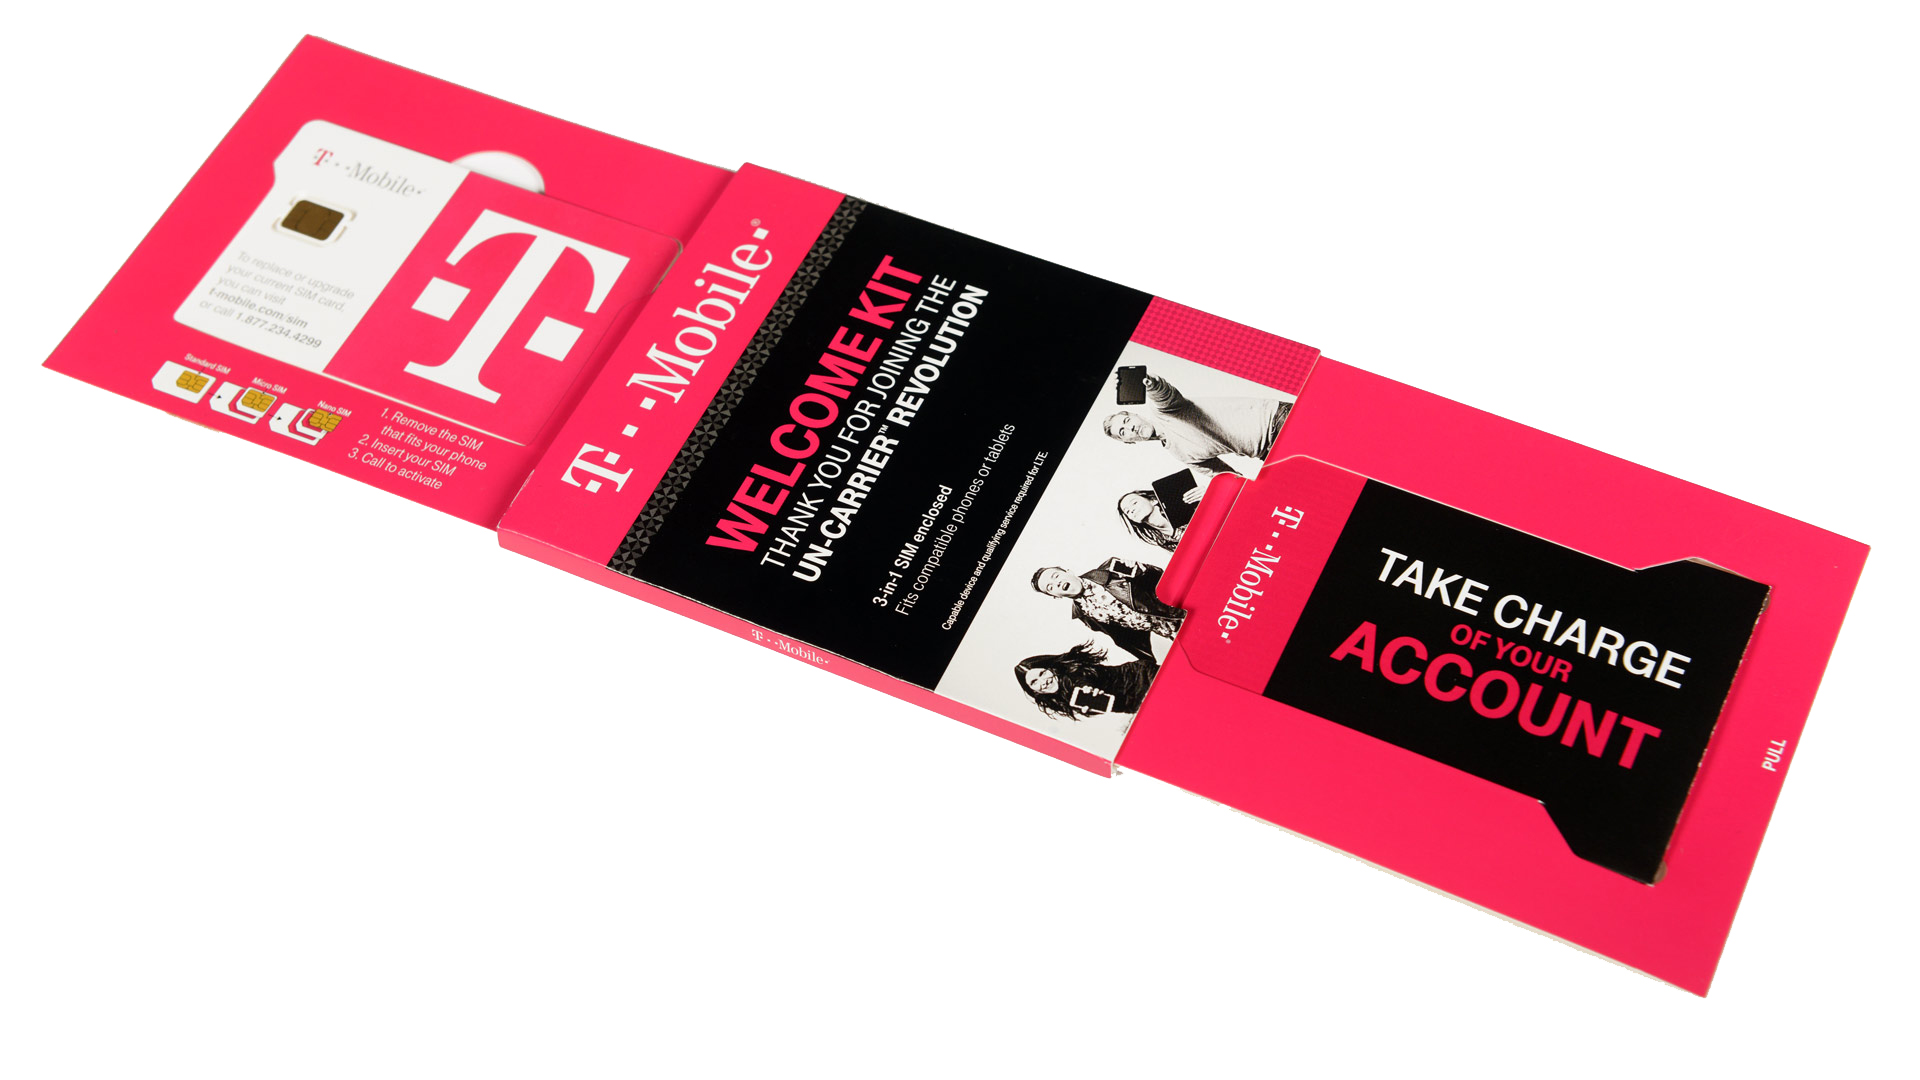 T··Mobile·
To replace or upgrade
your current SIM card,
you can visit
t-mobile.com/sim
or call 1.877.234.4299
T
Standard SIM
Micro SIM
Nano SIM
1. Remove the SIM
that fits your phone
2. Insert your SIM
3. Call to activate
T··Mobile·®
WELCOME KIT
THANK YOU FOR JOINING THE
UN-CARRIER™ REVOLUTION
3-in-1 SIM enclosed
Fits compatible phones or tablets
Capable device and qualifying service required for LTE.
T··Mobile·
T··Mobile·®
TAKE CHARGE
OF YOUR
ACCOUNT
PULL